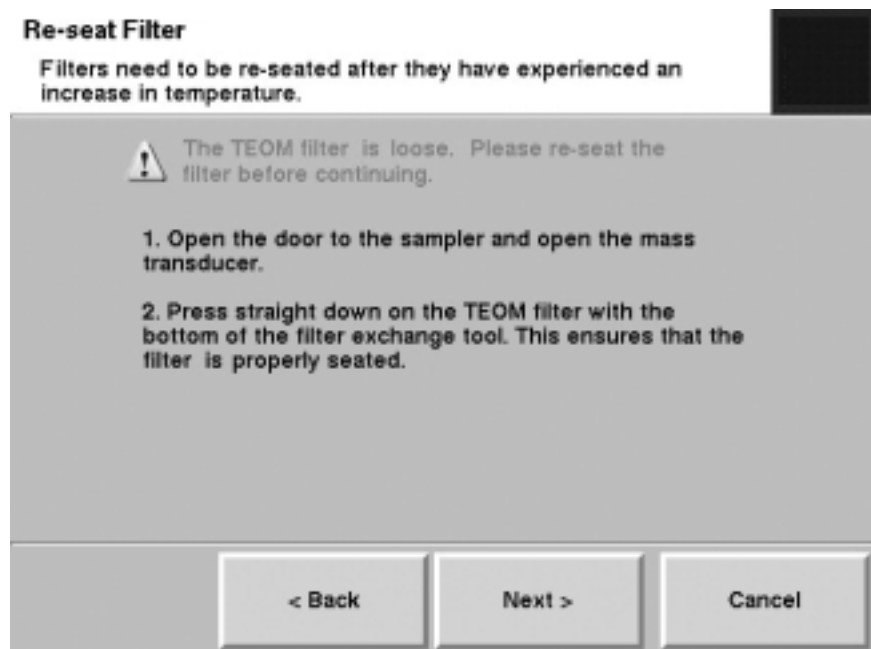 Re-seat Filter
Filters need to be re-seated after they have experienced an
increase in temperature.
The TEOM filter is loose. Please re-seat the
filter before continuing.
1. Open the door to the sampler and open the mass
transducer.
2. Press straight down on the TEOM filter with the
bottom of the filter exchange tool. This ensures that the
filter is properly seated.
< Back
Next >
Cancel